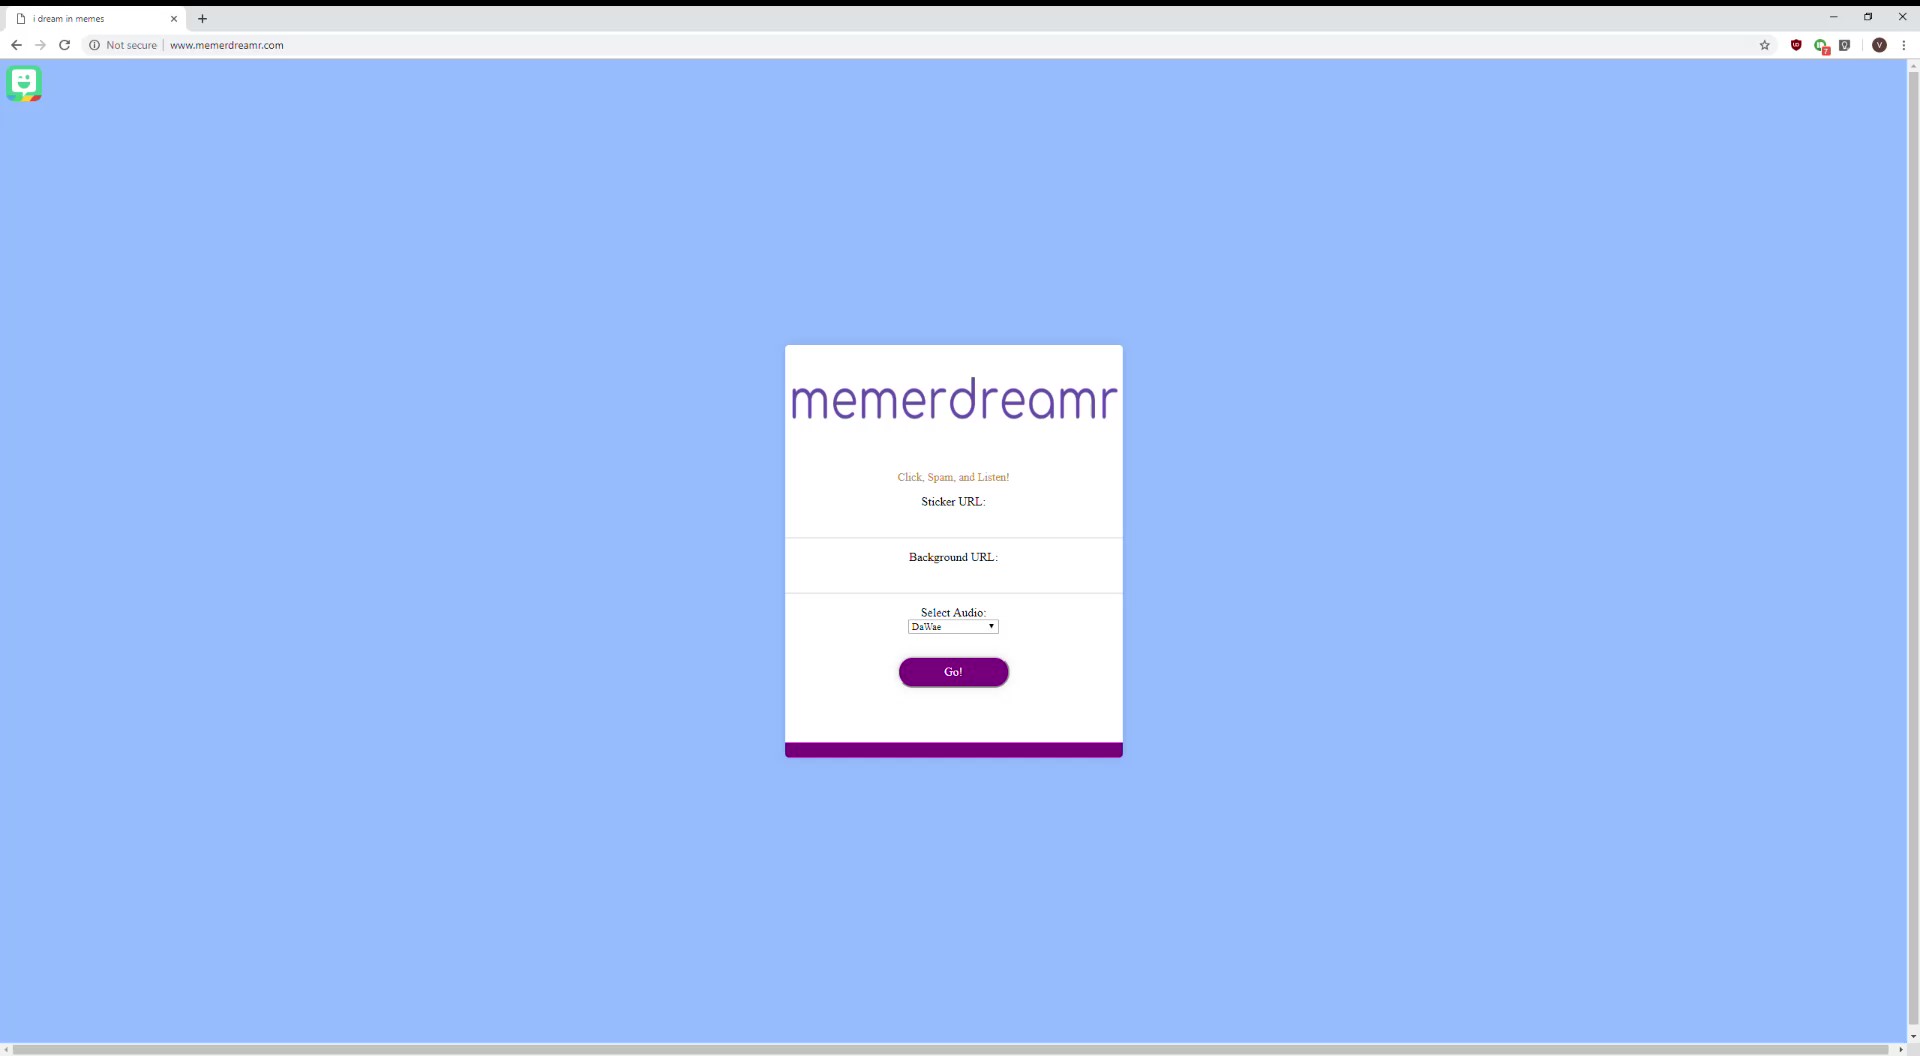 i dream in memes
Not secure
www.memerdreamr.com
7
V
memerdreamr
Click, Spam, and Listen!
Sticker URL:
Background URL:
Select Audio:
DaWae
Go!